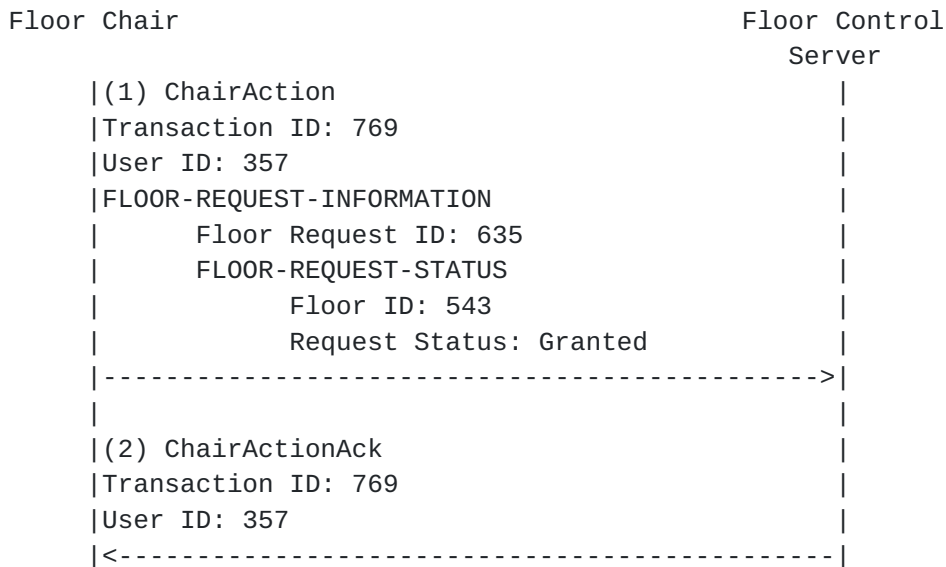 Floor Chair Floor Control
Server
|(1) ChairAction |
|Transaction ID: 769 |
|User ID: 357 |
|FLOOR-REQUEST-INFORMATION |
| Floor Request ID: 635 |
| FLOOR-REQUEST-STATUS |
| Floor ID: 543 |
| Request Status: Granted |
|---------------------------------------------->|
| |
|(2) ChairActionAck |
|Transaction ID: 769 |
|User ID: 357 |
|<----------------------------------------------|